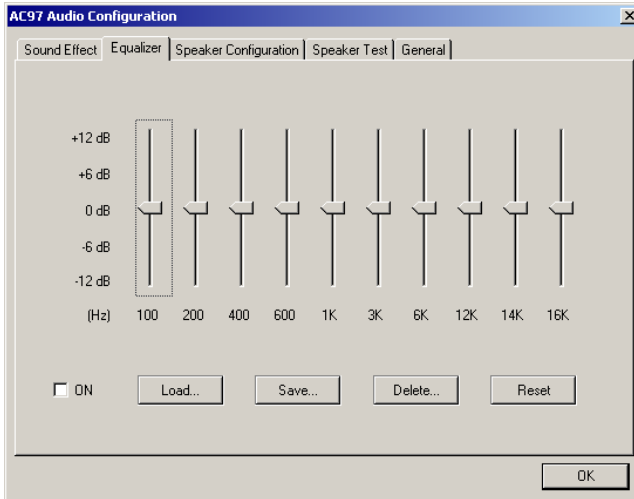 AC97 Audio Configuration
Sound Effect Equalizer Speaker Configuration Speaker Test General
+12 dB
+6 dB
0 dB
-6 dB
-12 dB
(Hz) 100 200 400 600 1K 3K 6K 12K 14K 16K
ON Load... Save... Delete... Reset
OK